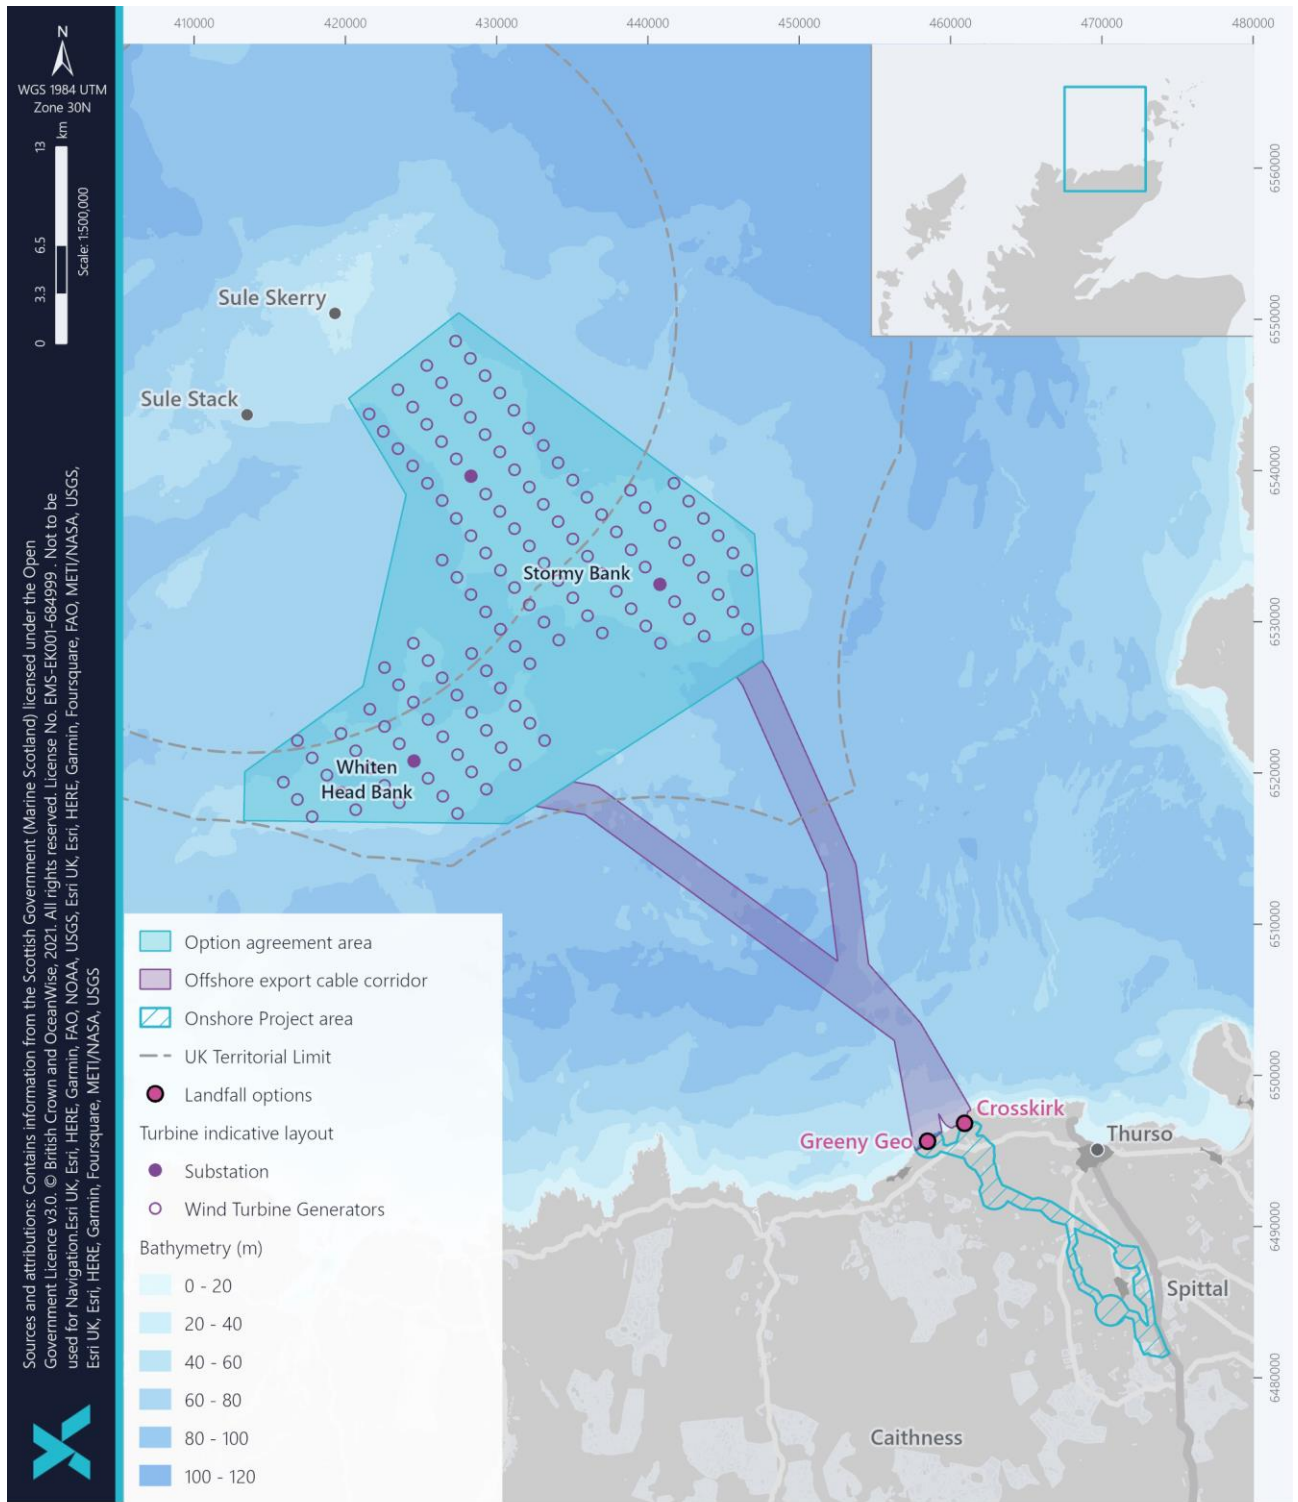 410000
420000
430000
440000
450000
460000
470000
480000
N
WGS 1984 UTM
Zone 30N
km
13
6.5
3.3
0
Scale: 1:500,000
6560000
6550000
6540000
6530000
6520000
6510000
6500000
6490000
6480000
Sule Skerry
Sule Stack
Stormy Bank
Whiten
Head Bank
Crosskirk
Greeny Geo
Thurso
Spittal
Caithness
Option agreement area
Offshore export cable corridor
Onshore Project area
UK Territorial Limit
Landfall options
Turbine indicative layout
Substation
Wind Turbine Generators
Bathymetry (m)
0 - 20
20 - 40
40 - 60
60 - 80
80 - 100
100 - 120
Sources and attributions: Contains information from the Scottish Government (Marine Scotland) licensed under the Open
Government Licence v3.0. © British Crown and OceanWise, 2021. All rights reserved. License No. EMS-EK001-684999 . Not to be
used for Navigation.Esri UK, Esri, HERE, Garmin, FAO, NOAA, USGS, Esri UK, Esri, HERE, Garmin, Foursquare, FAO, METI/NASA, USGS,
Esri UK, Esri, HERE, Garmin, Foursquare, METI/NASA, USGS